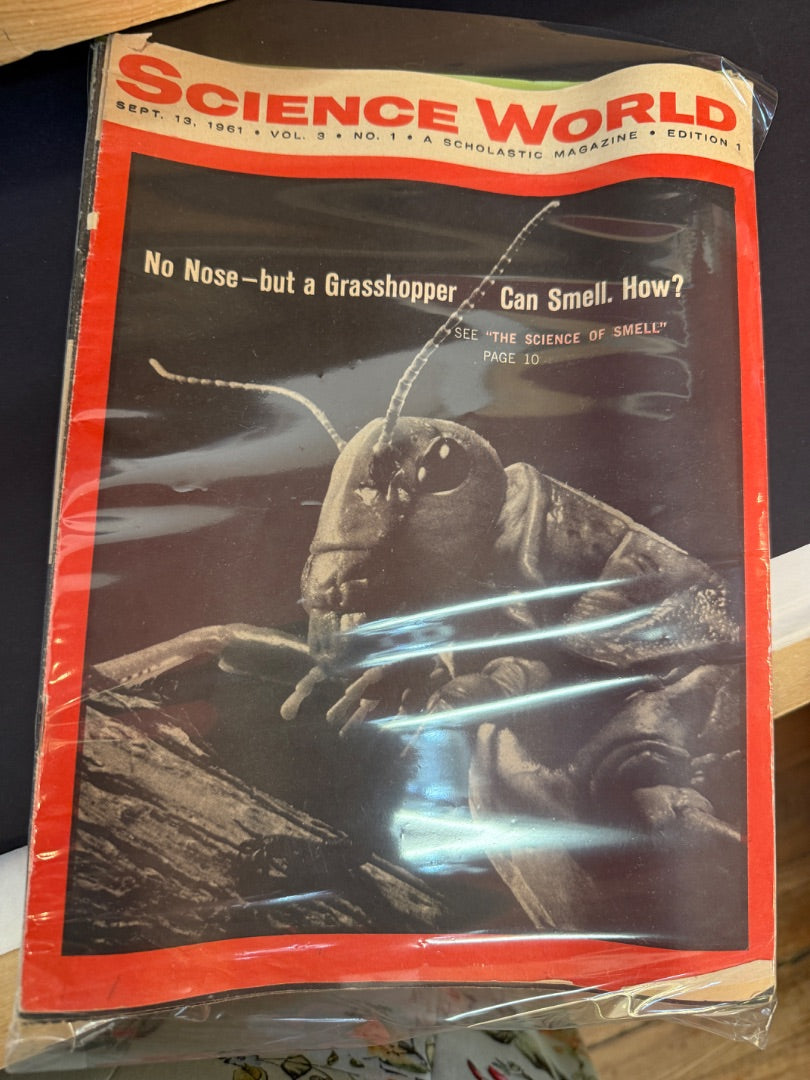 SCIENCE WORLD
SEPT. 13, 1961 • VOL. 3 • NO. 1 • A SCHOLASTIC MAGAZINE • EDITION 1
No Nose—but a Grasshopper Can Smell. How?
SEE "THE SCIENCE OF SMELL"
PAGE 10